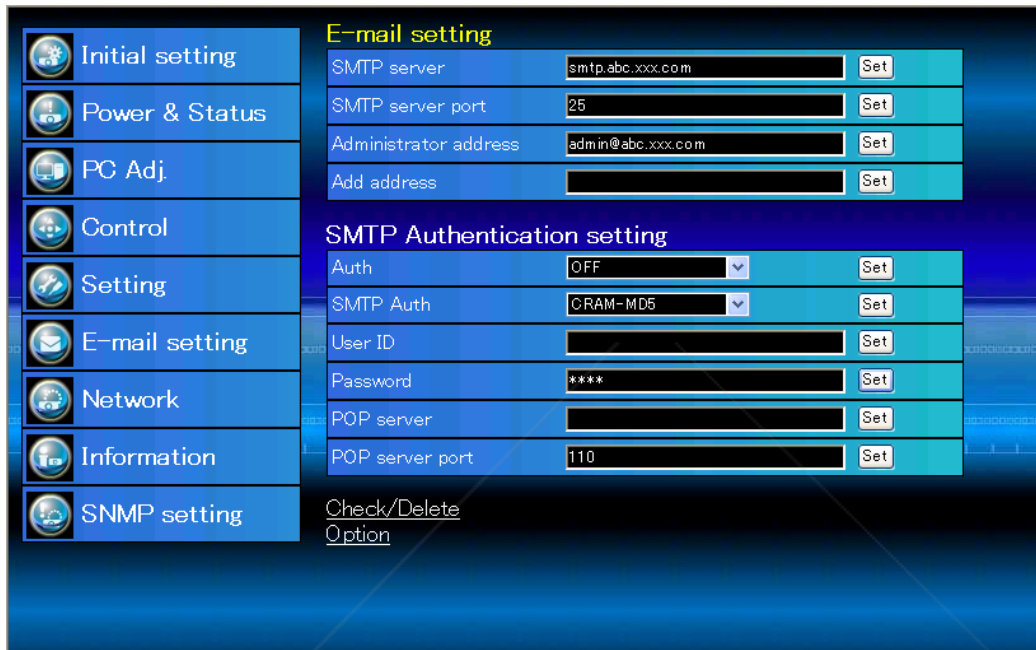 Initial setting
Power & Status
PC Adj.
Control
Setting
E-mail setting
Network
Information
SNMP setting
E-mail setting
SMTP server smtp.abc.xxx.com Set
SMTP server port 25 Set
Administrator address admin@abc.xxx.com Set
Add address Set
SMTP Authentication setting
Auth OFF Set
SMTP Auth CRAM-MD5 Set
User ID Set
Password **** Set
POP server Set
POP server port 110 Set
Check/Delete
Option